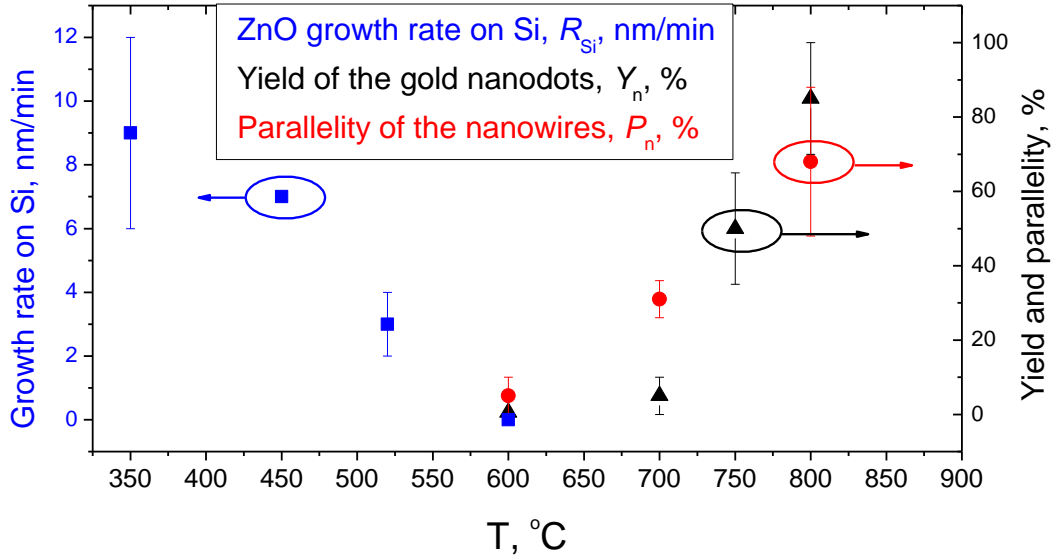 ZnO growth rate on Si, R_Si, nm/min
Yield of the gold nanodots, Y_n, %
Parallelity of the nanowires, P_n, %
Growth rate on Si, nm/min
12
10
8
6
4
2
0
Yield and parallelity, %
100
80
60
40
20
0
350 400 450 500 550 600 650 700 750 800 850 900
T, °C